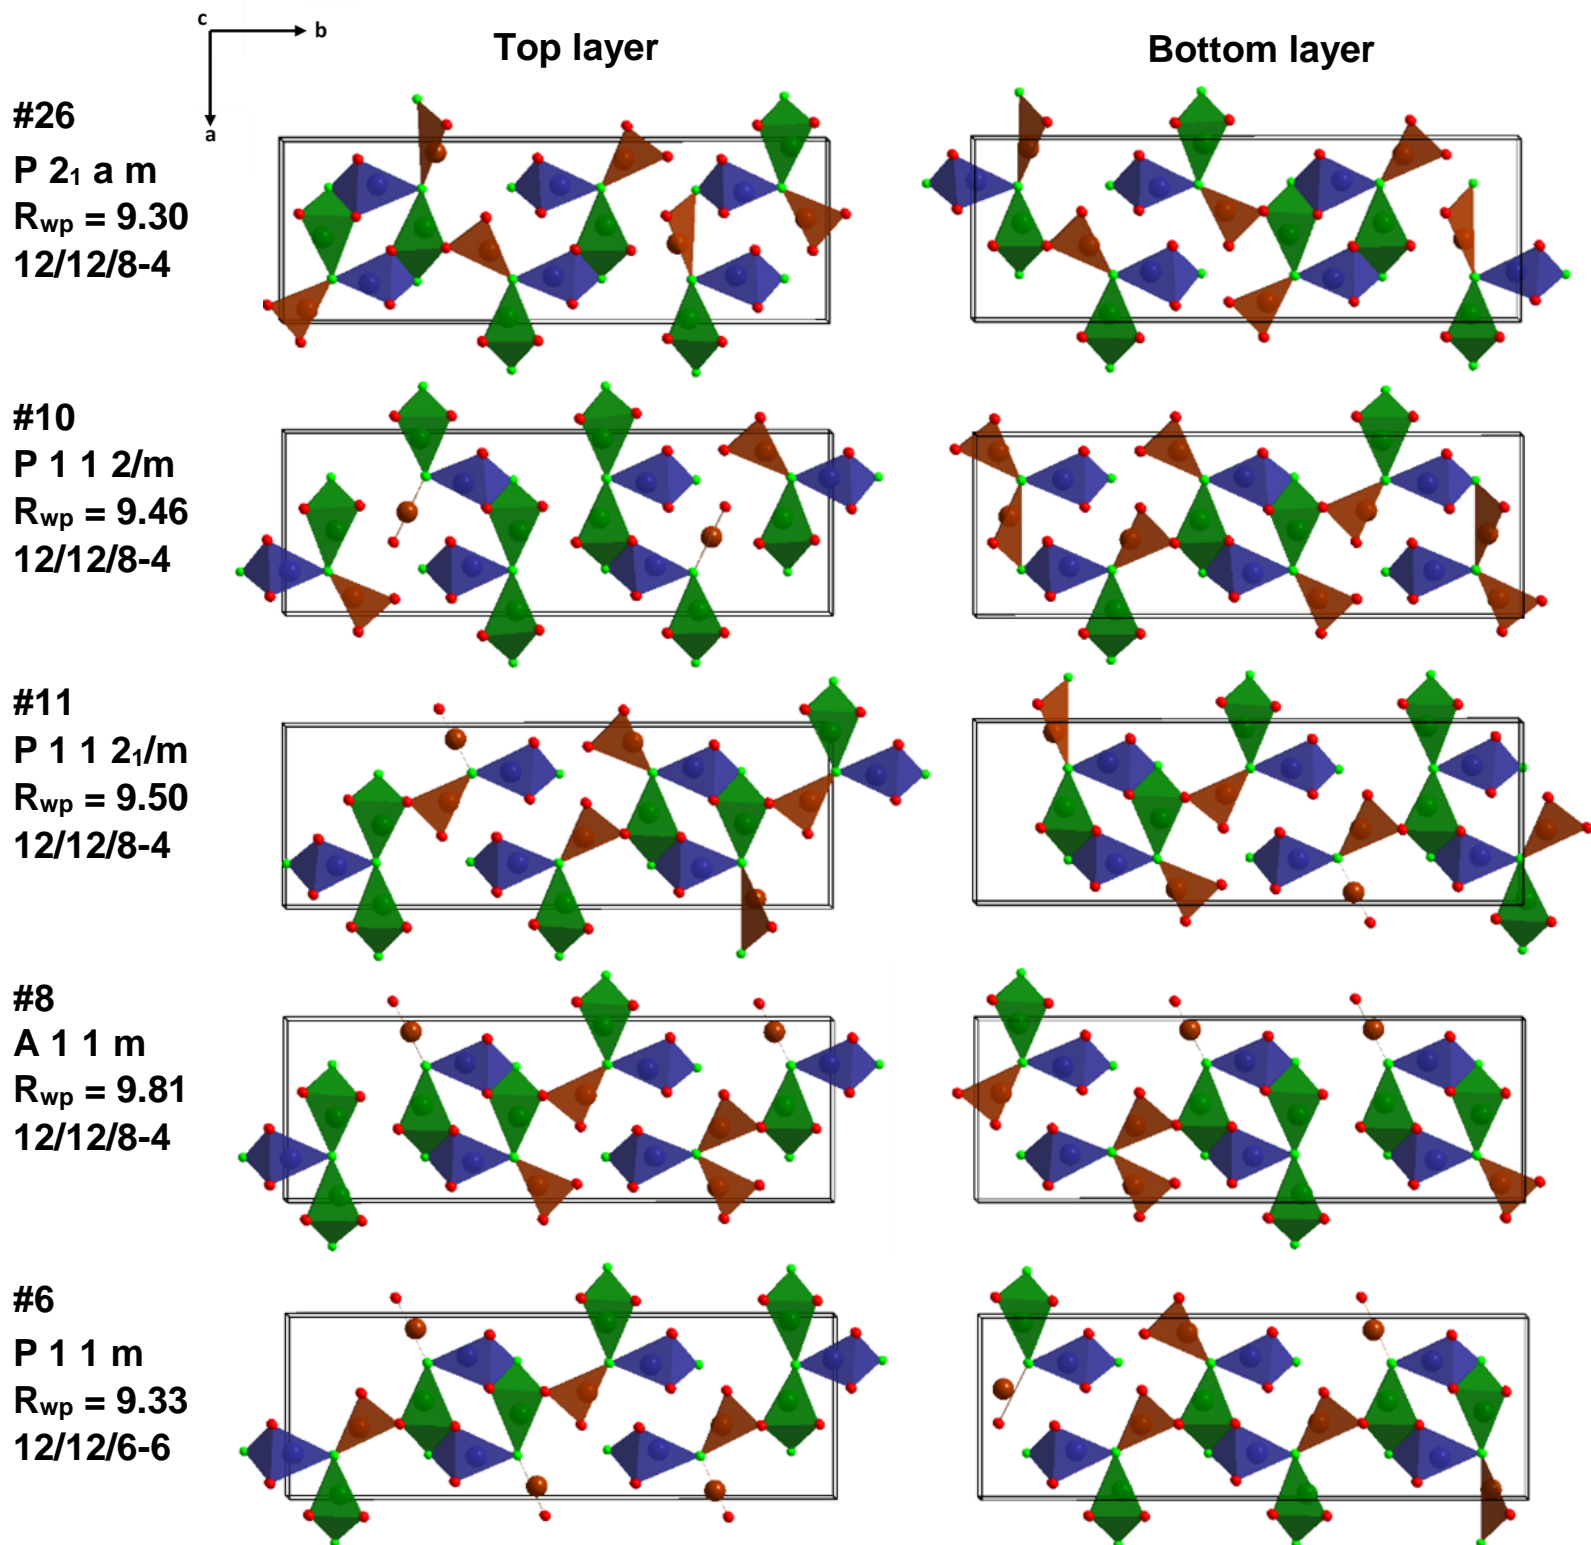 c
b
a
Top layer
Bottom layer
#26
P 2₁ a m
Rwp = 9.30
12/12/8-4
#10
P 1 1 2/m
Rwp = 9.46
12/12/8-4
#11
P 1 1 2₁/m
Rwp = 9.50
12/12/8-4
#8
A 1 1 m
Rwp = 9.81
12/12/8-4
#6
P 1 1 m
Rwp = 9.33
12/12/6-6